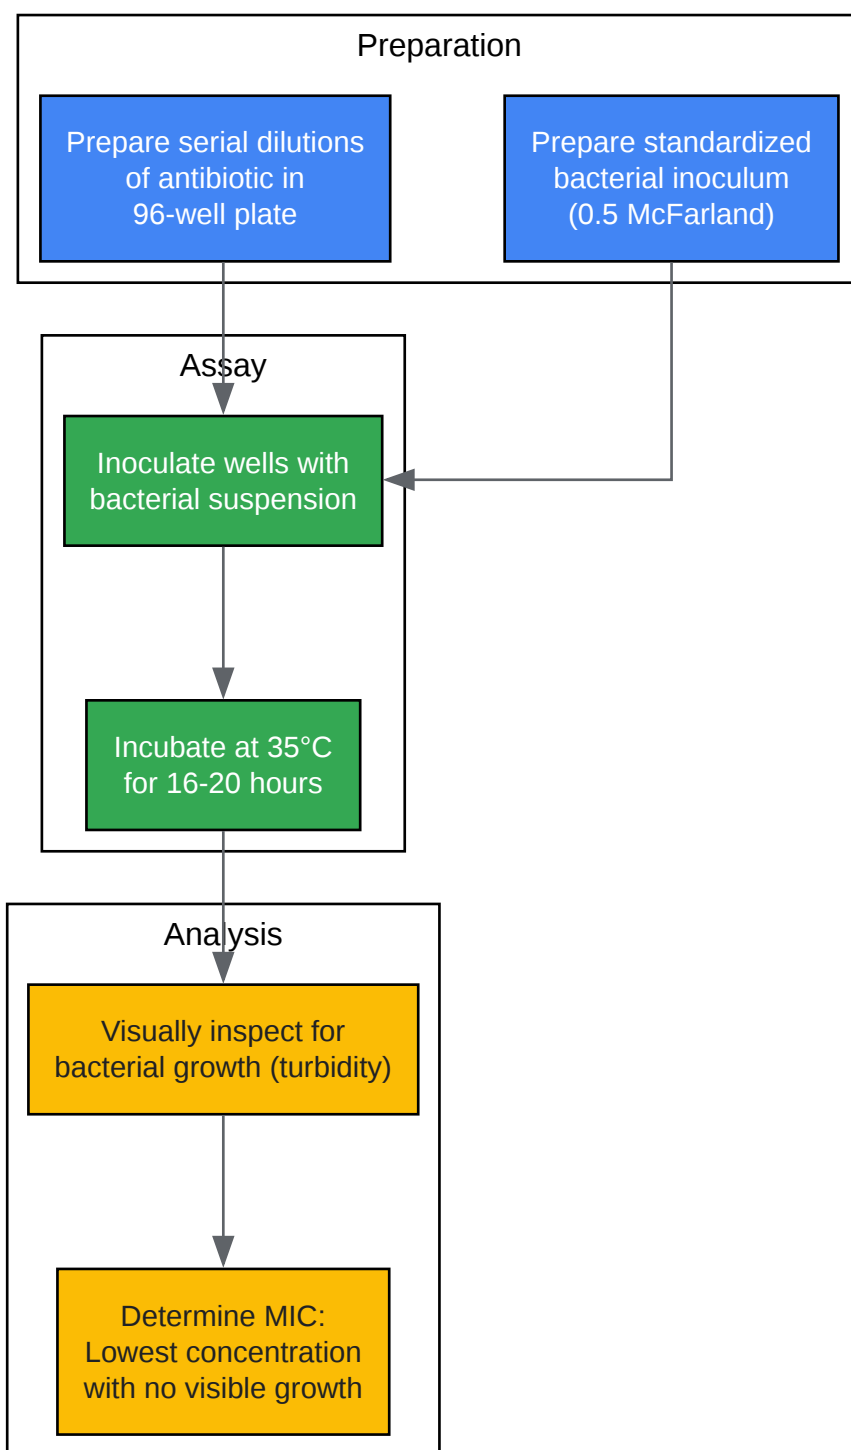 Preparation
Prepare serial dilutions
of antibiotic in
96-well plate
Prepare standardized
bacterial inoculum
(0.5 McFarland)
Assay
Inoculate wells with
bacterial suspension
Incubate at 35°C
for 16-20 hours
Analysis
Visually inspect for
bacterial growth (turbidity)
Determine MIC:
Lowest concentration
with no visible growth